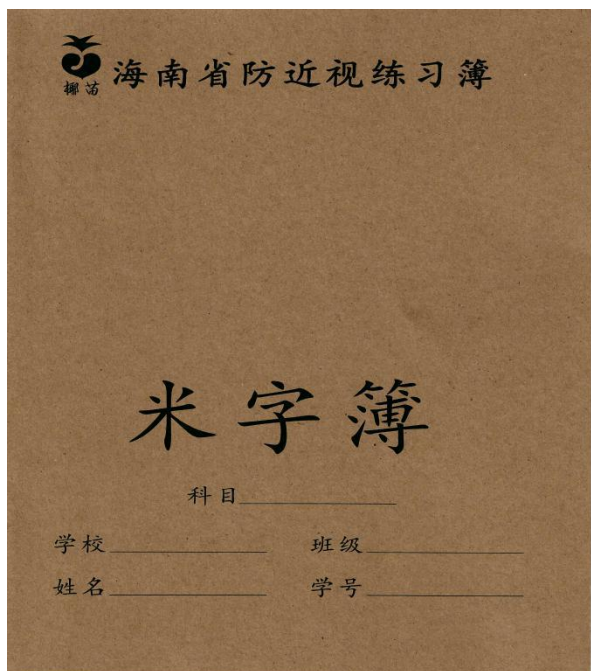 椰苗
海南省防近视练习簿
米字簿
科目
学校 班级
姓名 学号